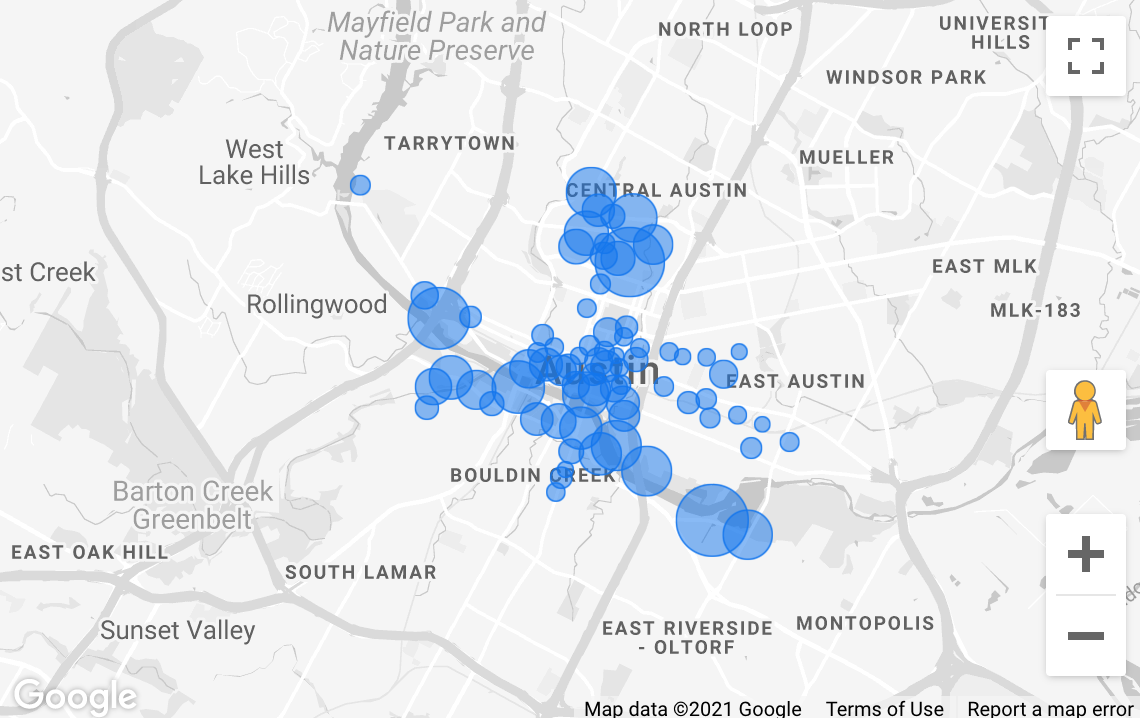 Mayfield Park and
Nature Preserve
NORTH LOOP
UNIVERSIT
HILLS
WINDSOR PARK
TARRYTOWN
West
Lake Hills
MUELLER
CENTRAL AUSTIN
st Creek
EAST MLK
Rollingwood
MLK-183
Austin
EAST AUSTIN
BOULDIN CREEK
Barton Creek
Greenbelt
EAST OAK HILL
SOUTH LAMAR
Sunset Valley
EAST RIVERSIDE
- OLTORF
MONTOPOLIS
Google
Map data ©2021 Google
Terms of Use
Report a map error